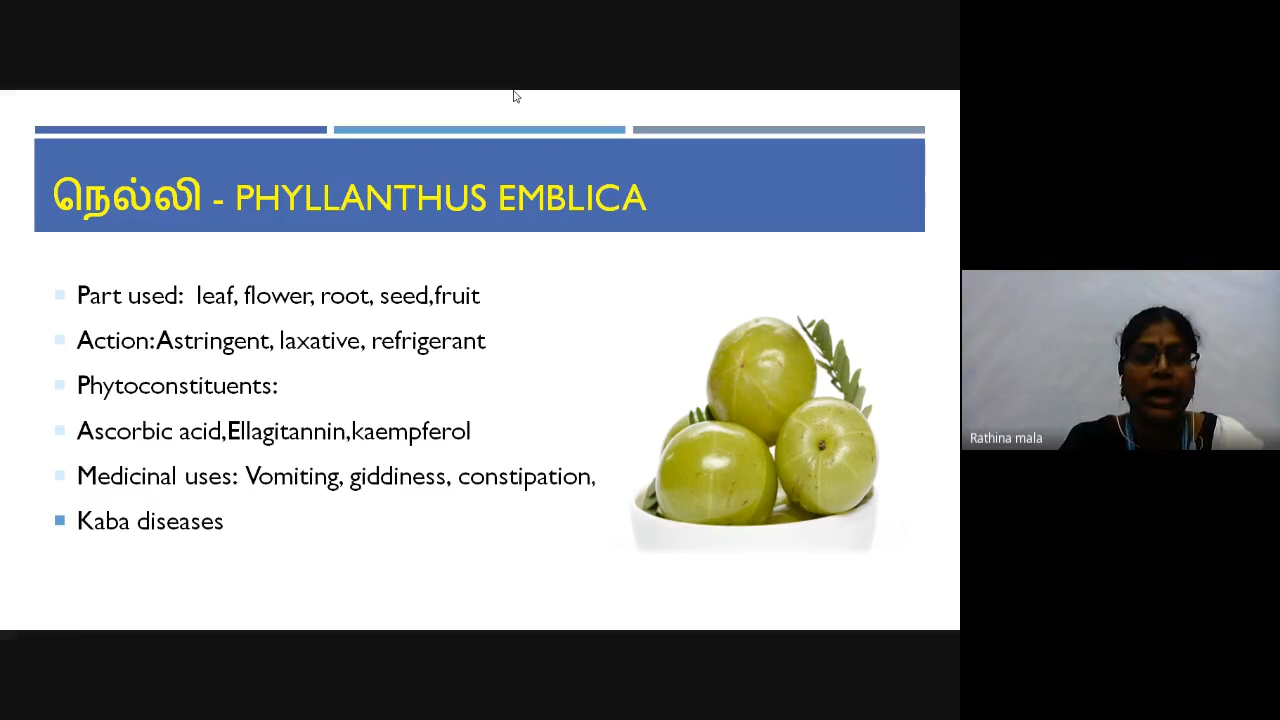 நெல்லி - PHYLLANTHUS EMBLICA
Part used:  leaf, flower, root, seed,fruit
Action:Astringent, laxative, refrigerant
Phytoconstituents:
Ascorbic acid,Ellagitannin,kaempferol
Medicinal uses: Vomiting, giddiness, constipation,
Kaba diseases
Rathina mala